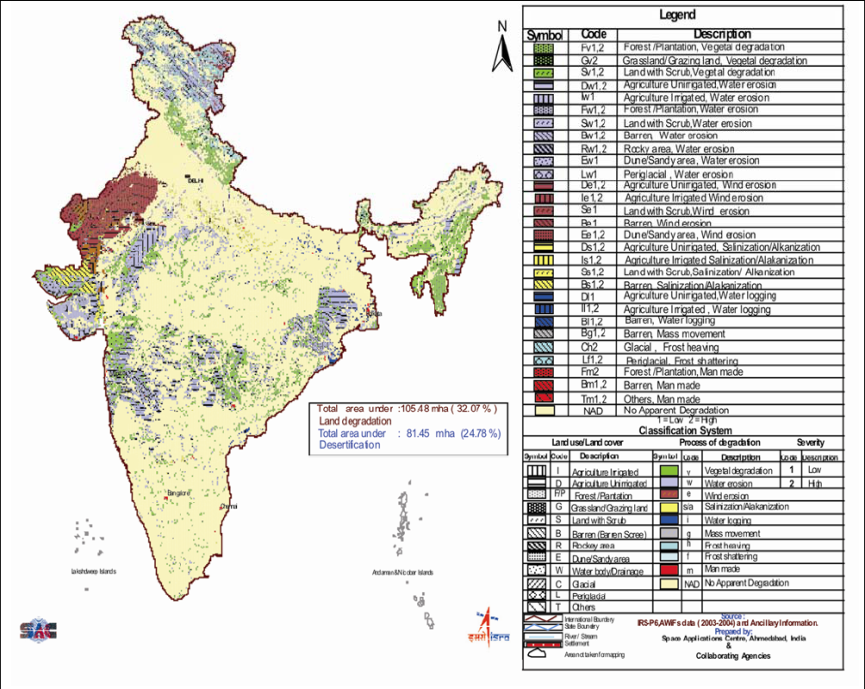 N
DELHI
Kolkata
Total area under :105.48 mha ( 32.07 % )
Land degradation
Total area under : 81.45 mha (24.78 %)
Desertification
Bangalore
Chennai
Lakshdweep Islands
Andaman & Nicobar Islands
SAC
इसरो isro
Legend
Symbol Code Description
Fv1,2 Forest /Plantation, Vegetal degradation
Gv2 Grassland/Grazing land, Vegetal degradation
Sv1,2 Land with Scrub,Vegetal degradation
Dw1,2 Agriculture Unirrigated,Water erosion
Iw1 Agriculture Irrigated, Water erosion
Fw1,2 Forest /Plantation,Water erosion
Sw1,2 Land with Scrub,Water erosion
Bw1,2 Barren, Water erosion
Rw1,2 Rocky area, Water erosion
Ew1 Dune/Sandy area, Water erosion
Lw1 Periglacial , Water erosion
De1,2 Agriculture Unirrigated, Wind erosion
Ie1,2 Agriculture Irrigated Wind erosion
Se1 Land with Scrub,Wind erosion
Be1 Barren, Wind erosion
Ee1,2 Dune/Sandy area, Wind erosion
Ds1,2 Agriculture Unirrigated, Salinization/Alkanization
Is1,2 Agriculture Irrigated Salinization/Alakanization
Ss1,2 Land with Scrub,Salinization/ Alkanization
Bs1,2 Barren, Salinization/Alakanization
Dl1 Agriculture Unirrigated,Water logging
Il1,2 Agriculture Irrigated , Water logging
Bl1,2 Barren, Water logging
Bg1,2 Barren, Mass movement
Ch2 Glacial , Frost heaving
Lf1,2 Periglacial, Frost shattering
Fm2 Forest /Plantation, Man made
Bm1,2 Barren, Man made
Tm1,2 Others, Man made
NAD No Apparent Degradation
1 = Low 2 = High
Classification System
Land use/Land cover Process of degradation Severity
Symbol Code Description Symbol Code Description Code Description
I Agriculture Irrigated v Vegetal degradation 1 Low
D Agriculture Unirrigated w Water erosion 2 High
F/P Forest /Plantation e Wind erosion
G Grassland/Grazing land s/a Salinization/Alakanization
S Land with Scrub i Water logging
B Barren (Barren Scree) g Mass movement
R Rockey area h Frost heaving
E Dune/Sandy area f Frost shattering
W Water body/Drainage m Man made
C Glacial NAD No Apparent Degradation
L Periglacial
T Others
International Boundary
State Boundary
River/ Stream
Settlement
Area not taken for mapping
Source :
IRS-P6,AWiFs data ( 2003-2004) and Ancillary Information.
Prepared by:
Space Applications Centre, Ahmedabad, India
&
Collaborating Agencies